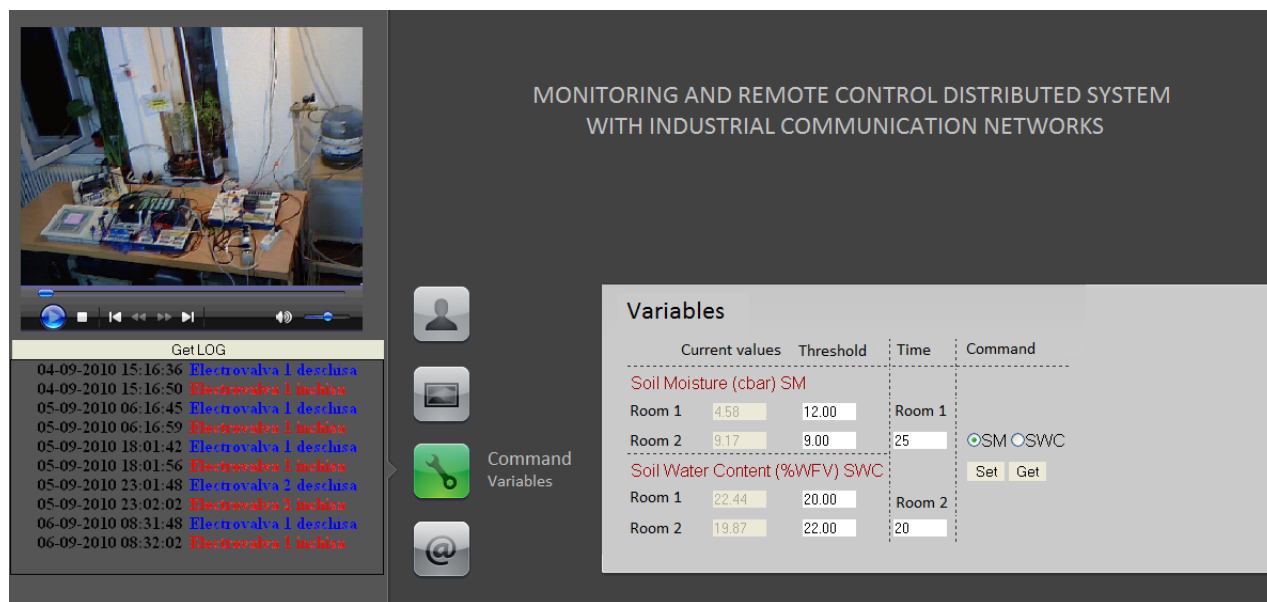 MONITORING AND REMOTE CONTROL DISTRIBUTED SYSTEM
WITH INDUSTRIAL COMMUNICATION NETWORKS
Get LOG
04-09-2010 15:16:36 Electrovalva 1 deschisa
04-09-2010 15:16:50 Electrovalva 1 inchisa
05-09-2010 06:16:45 Electrovalva 1 deschisa
05-09-2010 06:16:59 Electrovalva 1 inchisa
05-09-2010 18:01:42 Electrovalva 1 deschisa
05-09-2010 18:01:56 Electrovalva 1 inchisa
05-09-2010 23:01:48 Electrovalva 2 deschisa
05-09-2010 23:02:02 Electrovalva 2 inchisa
06-09-2010 08:31:48 Electrovalva 1 deschisa
06-09-2010 08:32:02 Electrovalva 1 inchisa
@
Command
Variables
Variables
Current values Threshold Time Command
Soil Moisture (cbar) SM
Room 1 4.58 12.00 Room 1
Room 2 9.17 9.00 25 SM SWC
Soil Water Content (%WFV) SWC Set Get
Room 1 22.44 20.00 Room 2
Room 2 19.87 22.00 20